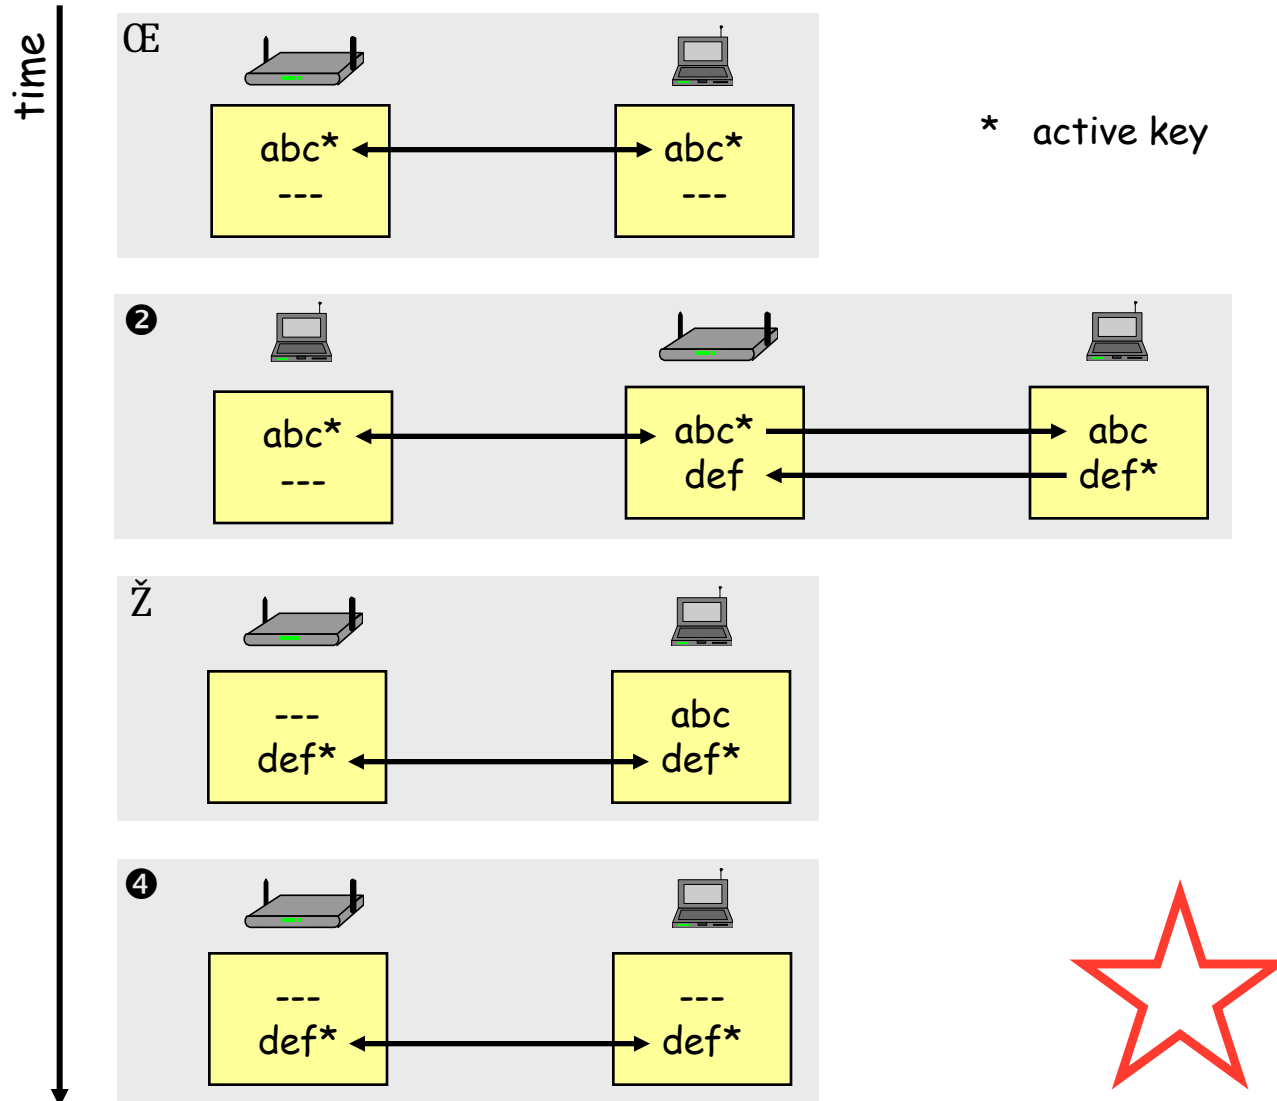 time
Œ
abc* abc*
--- ---
* active key
❷
abc* abc* abc
--- def def*
Ž
--- abc
def* def*
❹
--- ---
def* def*